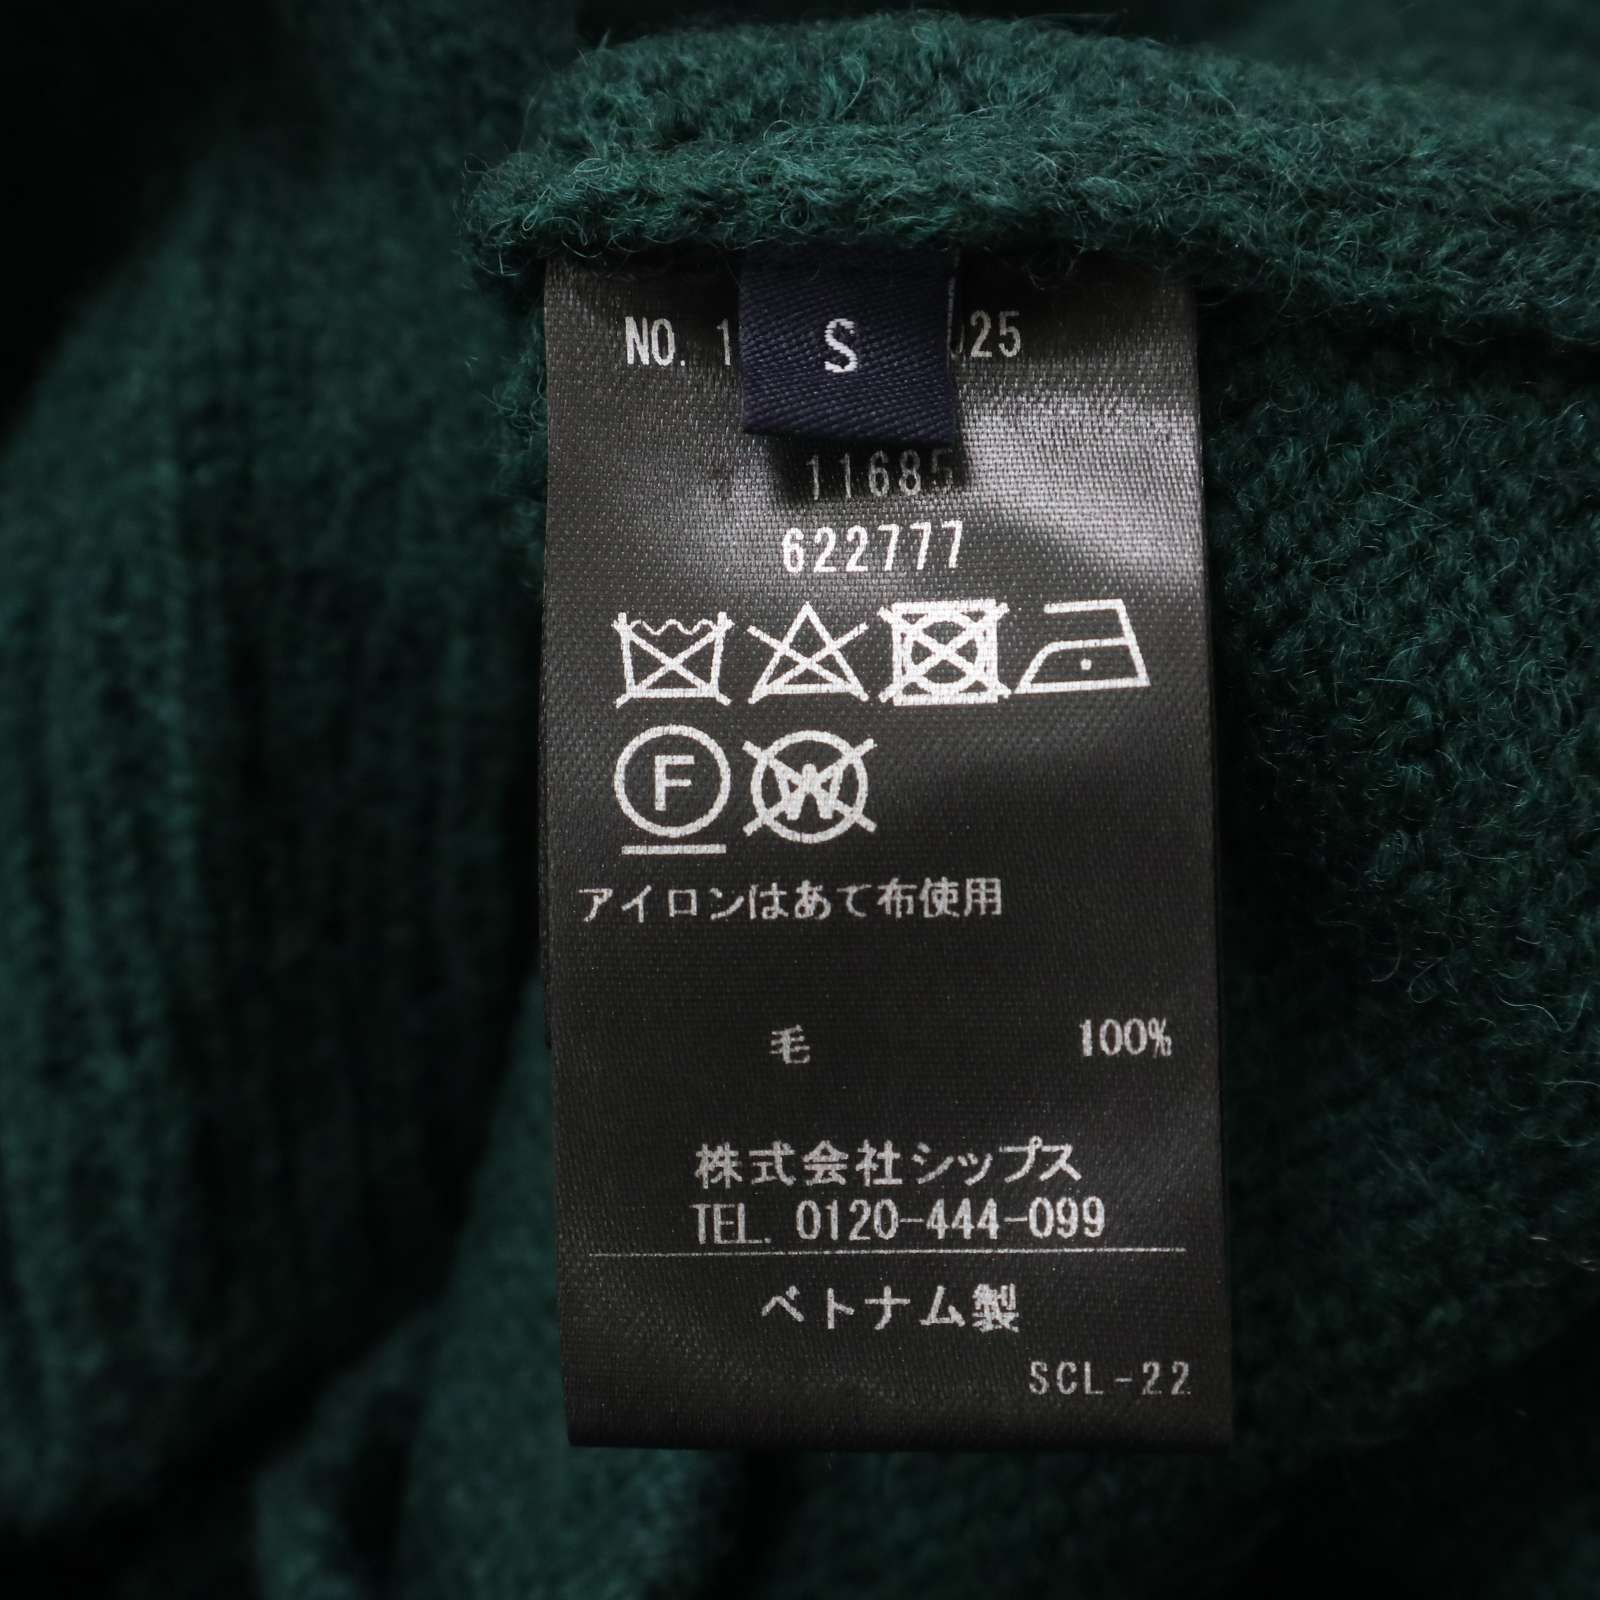 NO. 1
S
025
11685
622777
F
W
アイロンはあて布使用
毛 100%
株式会社シップス
TEL. 0120-444-099
ベトナム製
SCL-22